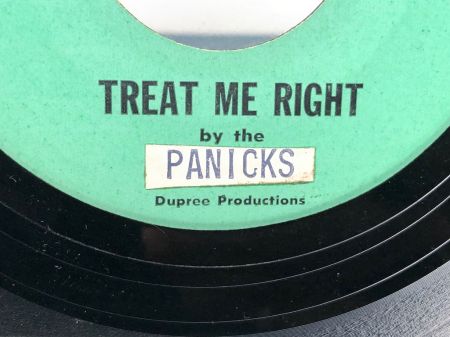 TREAT ME RIGHT
by the
PANICKS
Dupree Productions